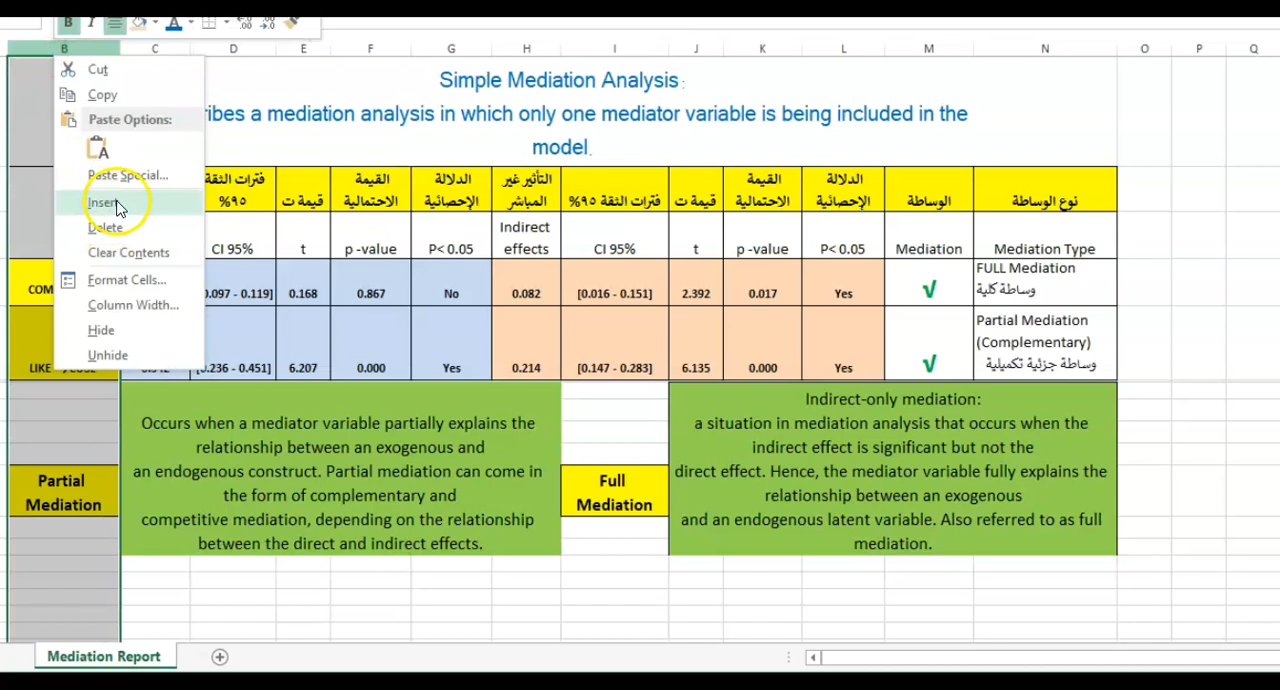 B I
B C D E F G H I J K L M N O P Q
Cut
Copy
Paste Options:
A
Paste Special...
Insert
Delete
Clear Contents
Format Cells...
Column Width...
Hide
Unhide
Simple Mediation Analysis:
ribes a mediation analysis in which only one mediator variable is being included in the
model.
فترات الثقة
٩٥%
قيمة ت
القيمة
الاحتمالية
الدلالة
الإحصائية
التأثير غير
المباشر
فترات الثقة ٩٥%
قيمة ت
القيمة
الاحتمالية
الدلالة
الإحصائية
الوساطة
نوع الوساطة
CI 95%
t
p -value
P< 0.05
Indirect
effects
CI 95%
t
p -value
P< 0.05
Mediation
Mediation Type
COM
0.097 - 0.119]
0.168
0.867
No
0.082
[0.016 - 0.151]
2.392
0.017
Yes
√
FULL Mediation
وساطة كلية
LIKE
[0.236 - 0.451]
6.207
0.000
Yes
0.214
[0.147 - 0.283]
6.135
0.000
Yes
√
Partial Mediation
(Complementary)
وساطة جزئية تكميلية
Partial
Mediation
Occurs when a mediator variable partially explains the
relationship between an exogenous and
an endogenous construct. Partial mediation can come in
the form of complementary and
competitive mediation, depending on the relationship
between the direct and indirect effects.
Full
Mediation
Indirect-only mediation:
a situation in mediation analysis that occurs when the
indirect effect is significant but not the
direct effect. Hence, the mediator variable fully explains the
relationship between an exogenous
and an endogenous latent variable. Also referred to as full
mediation.
Mediation Report